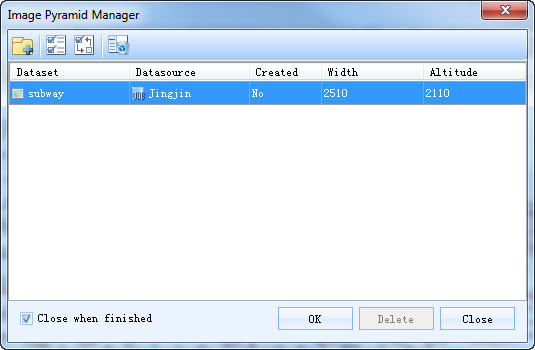 Image Pyramid Manager
Dataset Datasource Created Width Altitude
subway UDB Jingjin No 2510 2110
Close when finished OK Delete Close